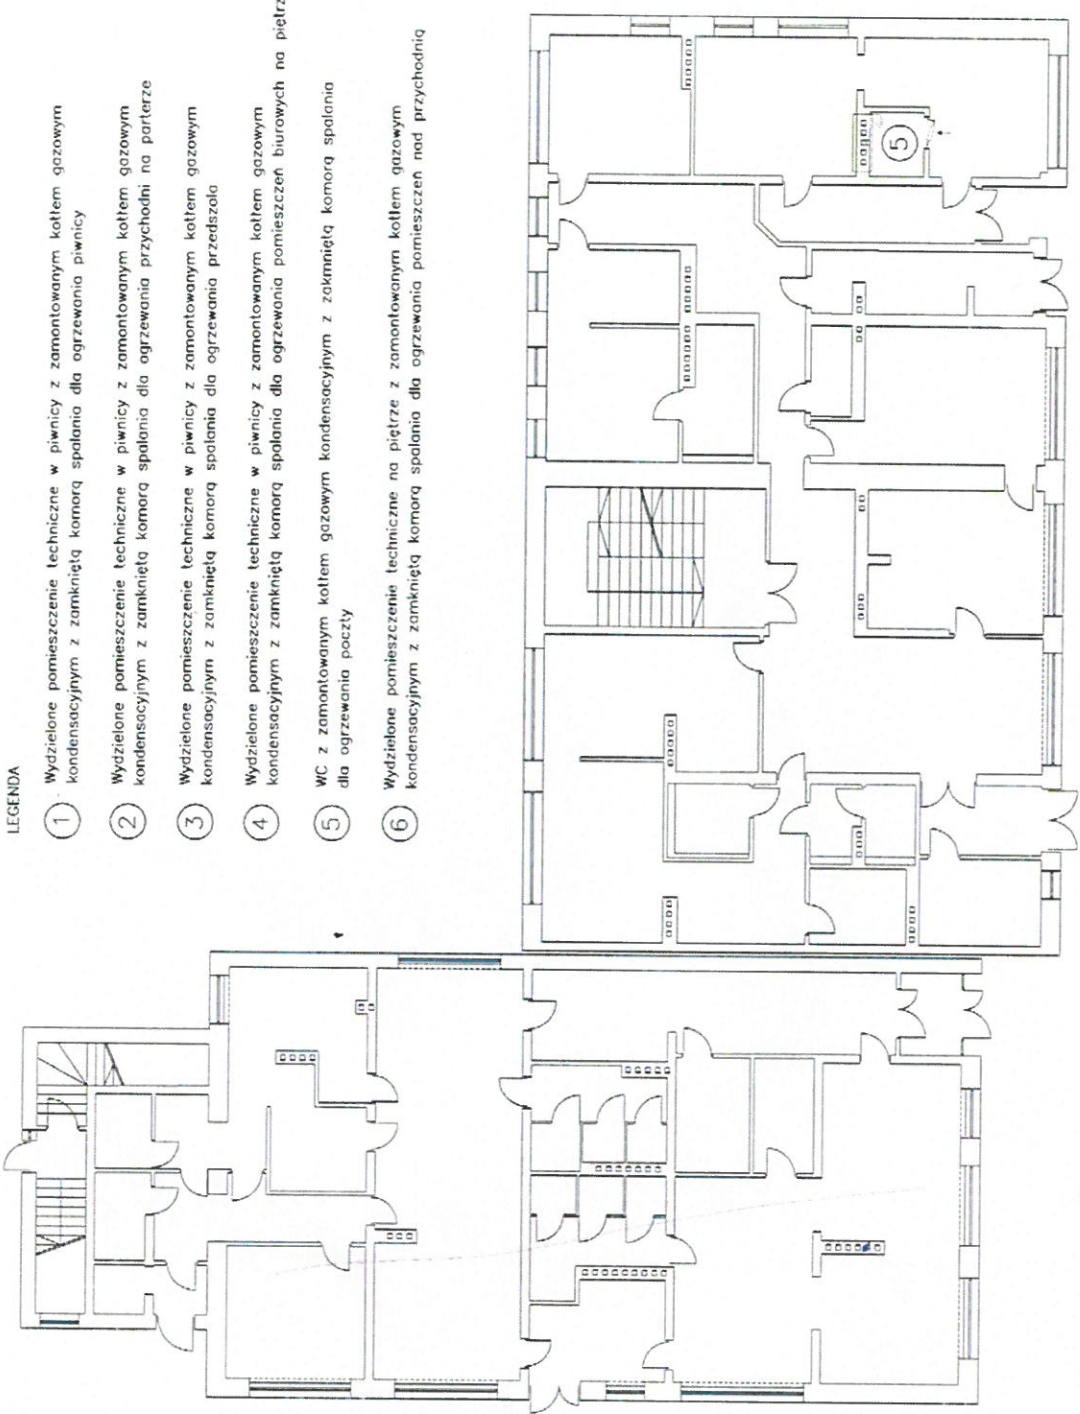 LEGENDA
1 Wydzielone pomieszczenie techniczne w piwnicy z zamontowanym kotłem gazowym
kondensacyjnym z zamkniętą komorą spalania dla ogrzewania piwnicy
2 Wydzielone pomieszczenie techniczne w piwnicy z zamontowanym kotłem gazowym
kondensacyjnym z zamkniętą komorą spalania dla ogrzewania przychodni na parterze
3 Wydzielone pomieszczenie techniczne w piwnicy z zamontowanym kotłem gazowym
kondensacyjnym z zamkniętą komorą spalania dla ogrzewania przedszola
4 Wydzielone pomieszczenie techniczne w piwnicy z zamontowanym kotłem gazowym
kondensacyjnym z zamkniętą komorą spalania dla ogrzewania pomieszczeń biurowych na piętrz
5 WC z zamontowanym kotłem gazowym kondensacyjnym z zakmniętą komorą spalania
dla ogrzewania poczty
6 Wydzielone pomieszczenie techniczne na piętrze z zamontowanym kotłem gazowym
kondensacyjnym z zamkniętą komorą spalania dla ogrzewania pomieszczeń nad przychodnią
5